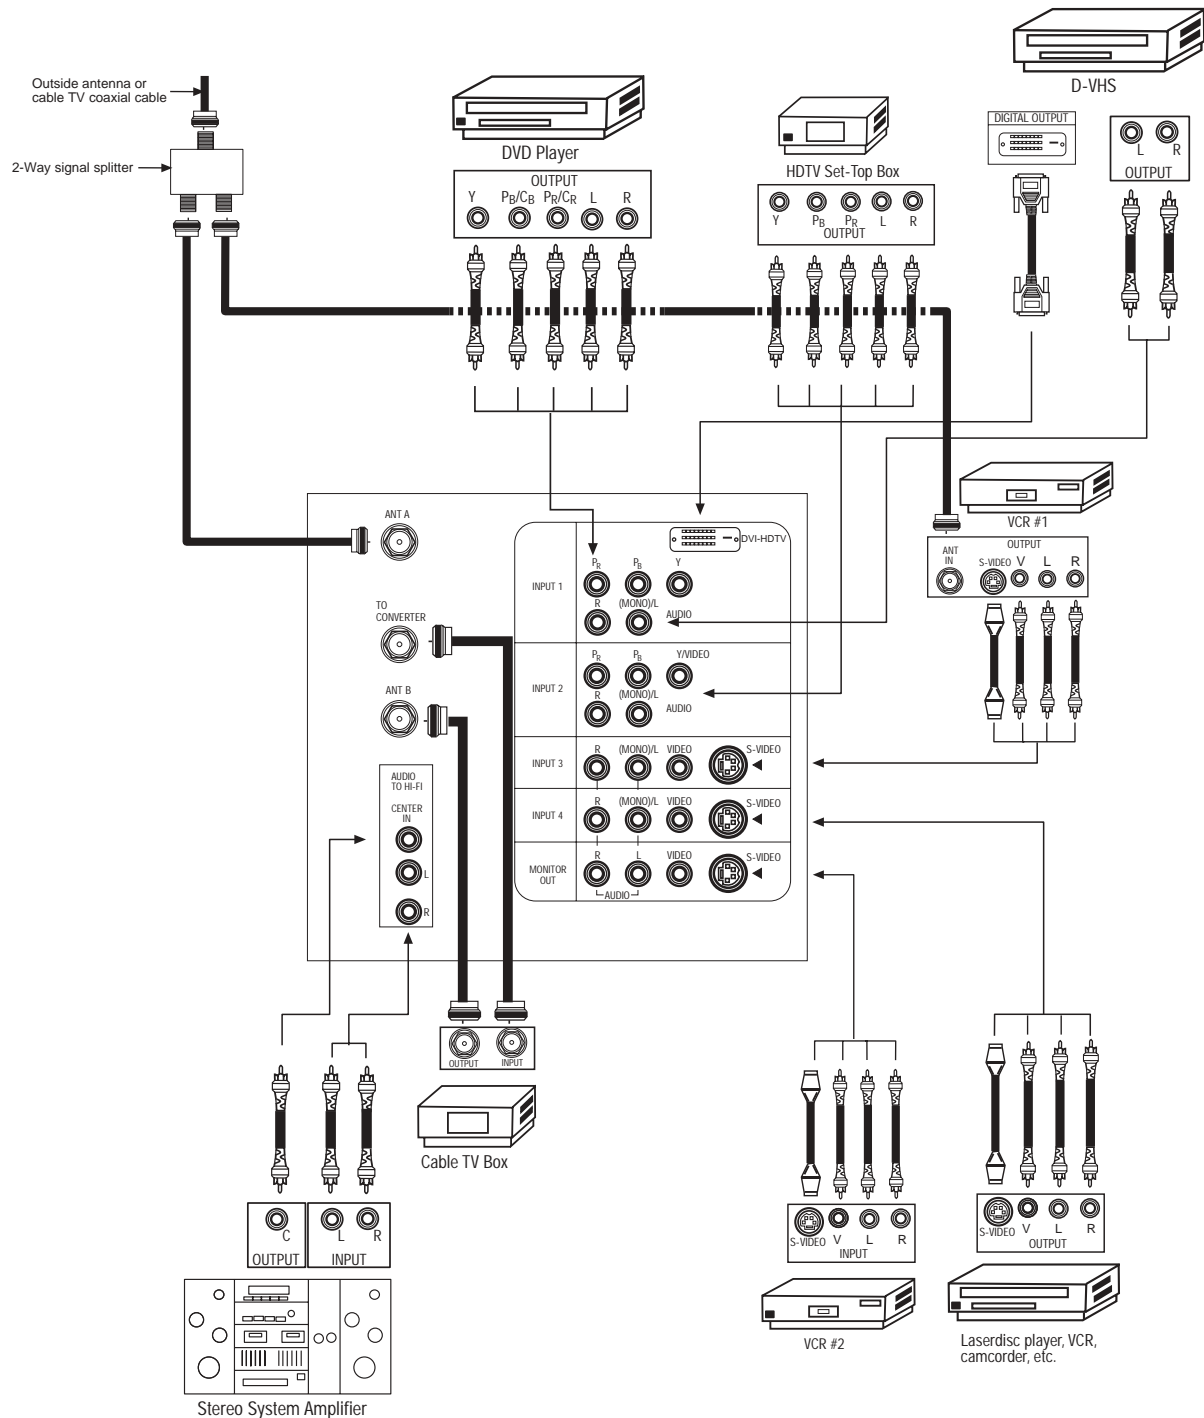 D-VHS
DIGITAL OUTPUT
L R
OUTPUT
Outside antenna or
cable TV coaxial cable
2-Way signal splitter
DVD Player
OUTPUT
Y PB/CB PR/CR L R
HDTV Set-Top Box
Y PB PR L R
OUTPUT
VCR #1
OUTPUT
ANT
IN
S-VIDEO V L R
ANT A
TO
CONVERTER
ANT B
AUDIO
TO HI-FI
CENTER
IN
L
R
DVI-HDTV
PR PB Y
INPUT 1
R (MONO)/L AUDIO
PR PB Y/VIDEO
INPUT 2
R (MONO)/L AUDIO
INPUT 3
R (MONO)/L VIDEO S-VIDEO
INPUT 4
R (MONO)/L VIDEO S-VIDEO
MONITOR
OUT
R L VIDEO S-VIDEO
AUDIO
OUTPUT INPUT
Cable TV Box
C
OUTPUT
L R
INPUT
Stereo System Amplifier
S-VIDEO V L R
INPUT
VCR #2
S-VIDEO V L R
OUTPUT
Laserdisc player, VCR,
camcorder, etc.